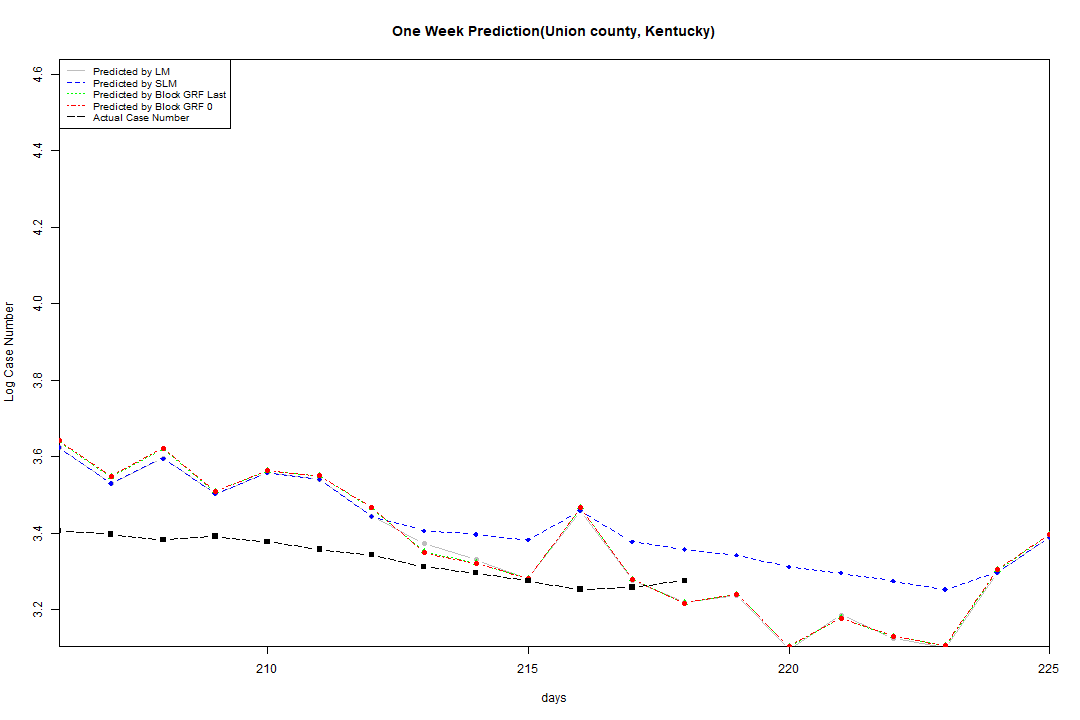 One Week Prediction(Union county, Kentucky)
Predicted by LM
Predicted by SLM
Predicted by Block GRF Last
Predicted by Block GRF 0
Actual Case Number
4.6
4.4
4.2
4.0
3.8
3.6
3.4
3.2
Log Case Number
210
215
220
225
days